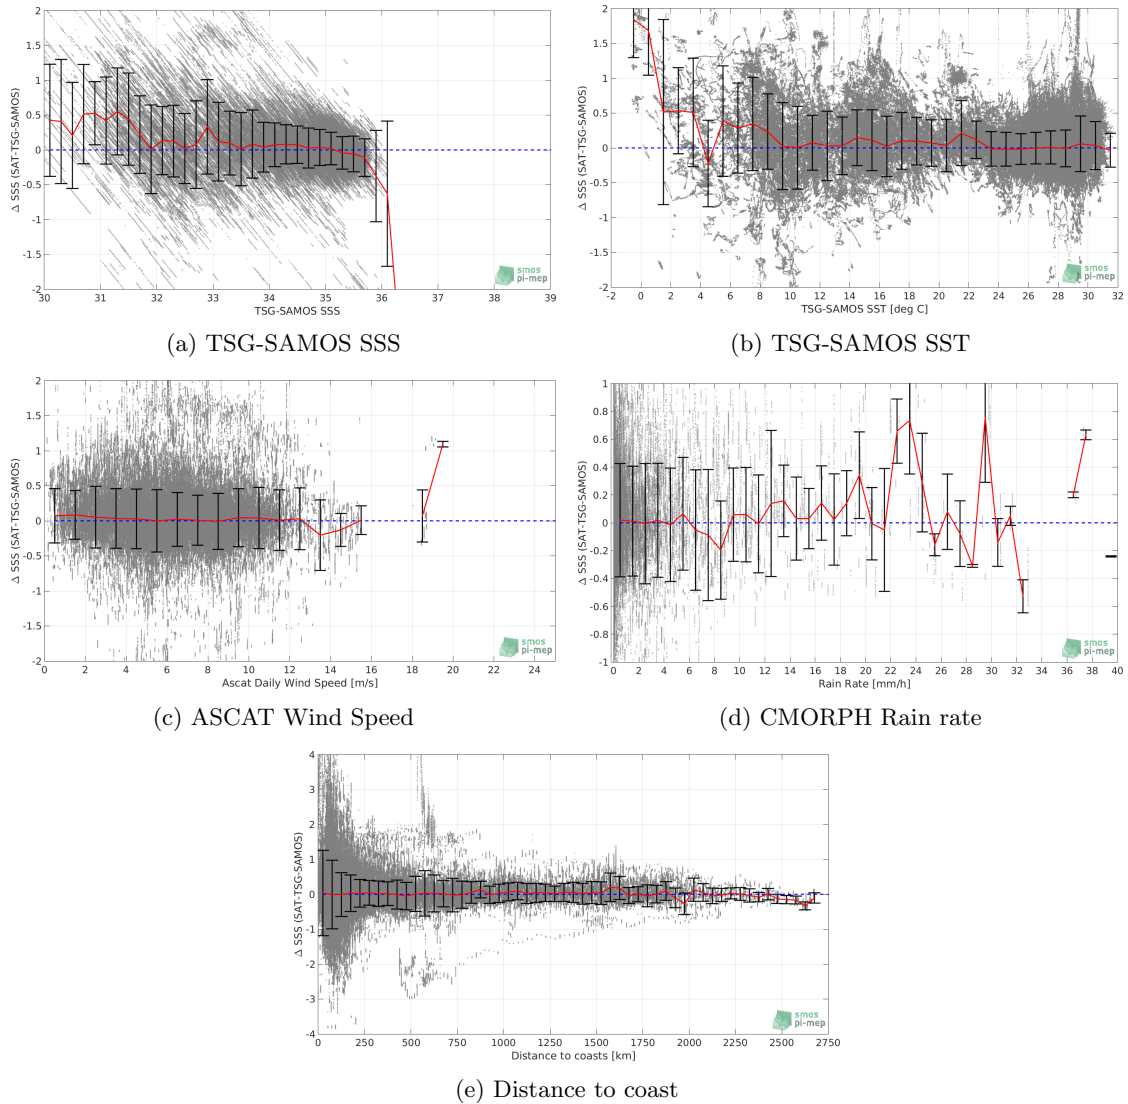 2
1.5
1
0.5
0
-0.5
-1
-1.5
-2
Δ SSS (SAT-TSG-SAMOS)
30 31 32 33 34 35 36 37 38 39
TSG-SAMOS SSS
smos
pi-mep
(a) TSG-SAMOS SSS
2
1.5
1
0.5
0
-0.5
-1
-1.5
-2
Δ SSS (SAT-TSG-SAMOS)
-2 0 2 4 6 8 10 12 14 16 18 20 22 24 26 28 30 32
TSG-SAMOS SST [deg C]
smos
pi-mep
(b) TSG-SAMOS SST
2
1.5
1
0.5
0
-0.5
-1
-1.5
-2
Δ SSS (SAT-TSG-SAMOS)
0 2 4 6 8 10 12 14 16 18 20 22 24
Ascat Daily Wind Speed [m/s]
smos
pi-mep
(c) ASCAT Wind Speed
1
0.8
0.6
0.4
0.2
0
-0.2
-0.4
-0.6
-0.8
-1
Δ SSS (SAT-TSG-SAMOS)
0 2 4 6 8 10 12 14 16 18 20 22 24 26 28 30 32 34 36 38 40
Rain Rate [mm/h]
smos
pi-mep
(d) CMORPH Rain rate
4
3
2
1
0
-1
-2
-3
-4
Δ SSS (SAT-TSG-SAMOS)
0 250 500 750 1000 1250 1500 1750 2000 2250 2500 2750
Distance to coasts [km]
smos
pi-mep
(e) Distance to coast